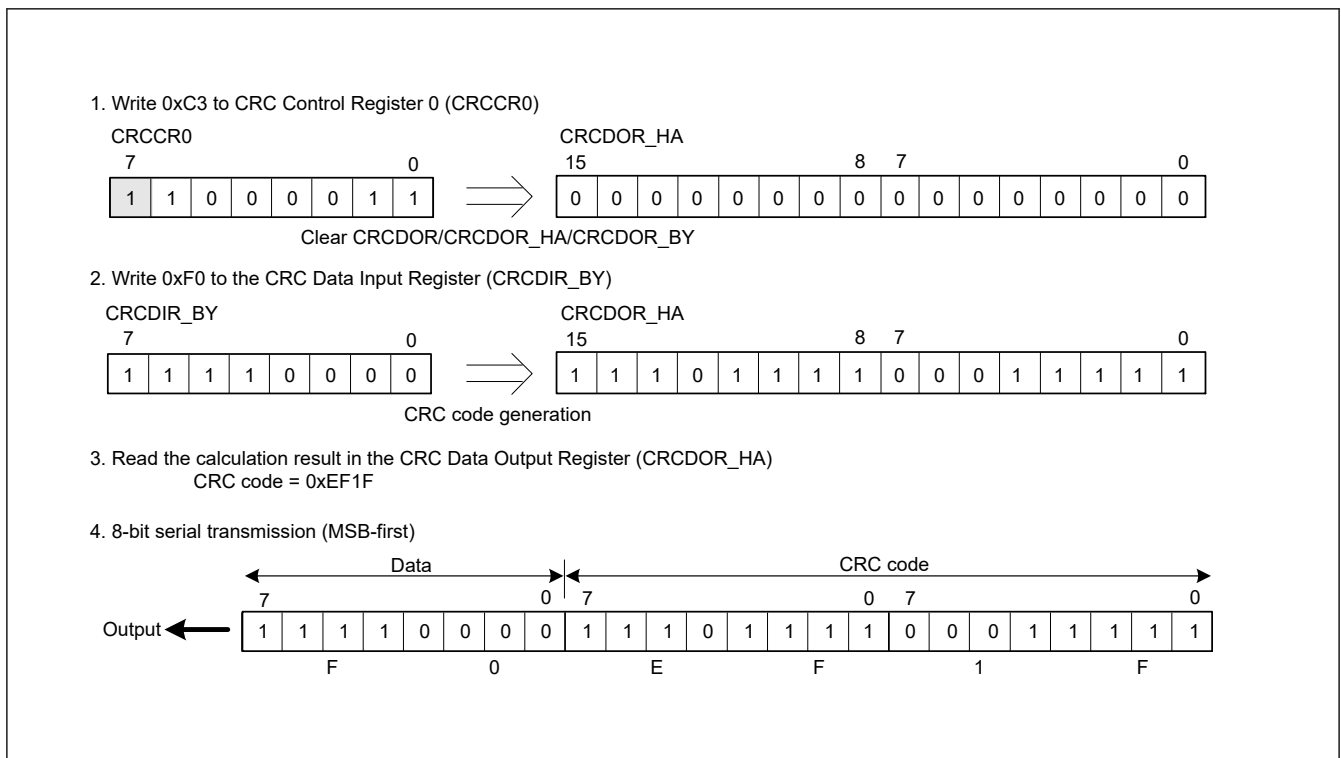 1. Write 0xC3 to CRC Control Register 0 (CRCCR0)
CRCCR0 CRCDOR_HA
7 0 15 8 7 0
1 1 0 0 0 0 1 1 0 0 0 0 0 0 0 0 0 0 0 0 0 0 0 0
Clear CRCDOR/CRCDOR_HA/CRCDOR_BY
2. Write 0xF0 to the CRC Data Input Register (CRCDIR_BY)
CRCDIR_BY CRCDOR_HA
7 0 15 8 7 0
1 1 1 1 0 0 0 0 1 1 1 0 1 1 1 1 0 0 0 1 1 1 1 1
CRC code generation
3. Read the calculation result in the CRC Data Output Register (CRCDOR_HA)
CRC code = 0xEF1F
4. 8-bit serial transmission (MSB-first)
Data CRC code
7 0 7 0 7 0
Output 1 1 1 1 0 0 0 0 1 1 1 0 1 1 1 1 0 0 0 1 1 1 1 1
F 0 E F 1 F